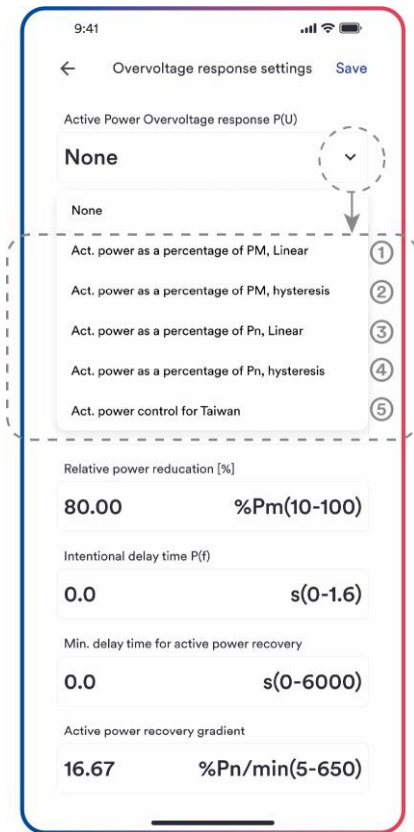 9:41
Overvoltage response settings Save
Active Power Overvoltage response P(U)
None
None
Act. power as a percentage of PM, Linear ①
Act. power as a percentage of PM, hysteresis ②
Act. power as a percentage of Pn, Linear ③
Act. power as a percentage of Pn, hysteresis ④
Act. power control for Taiwan ⑤
Relative power reducation [%]
80.00 %Pm(10-100)
Intentional delay time P(f)
0.0 s(0-1.6)
Min. delay time for active power recovery
0.0 s(0-6000)
Active power recovery gradient
16.67 %Pn/min(5-650)